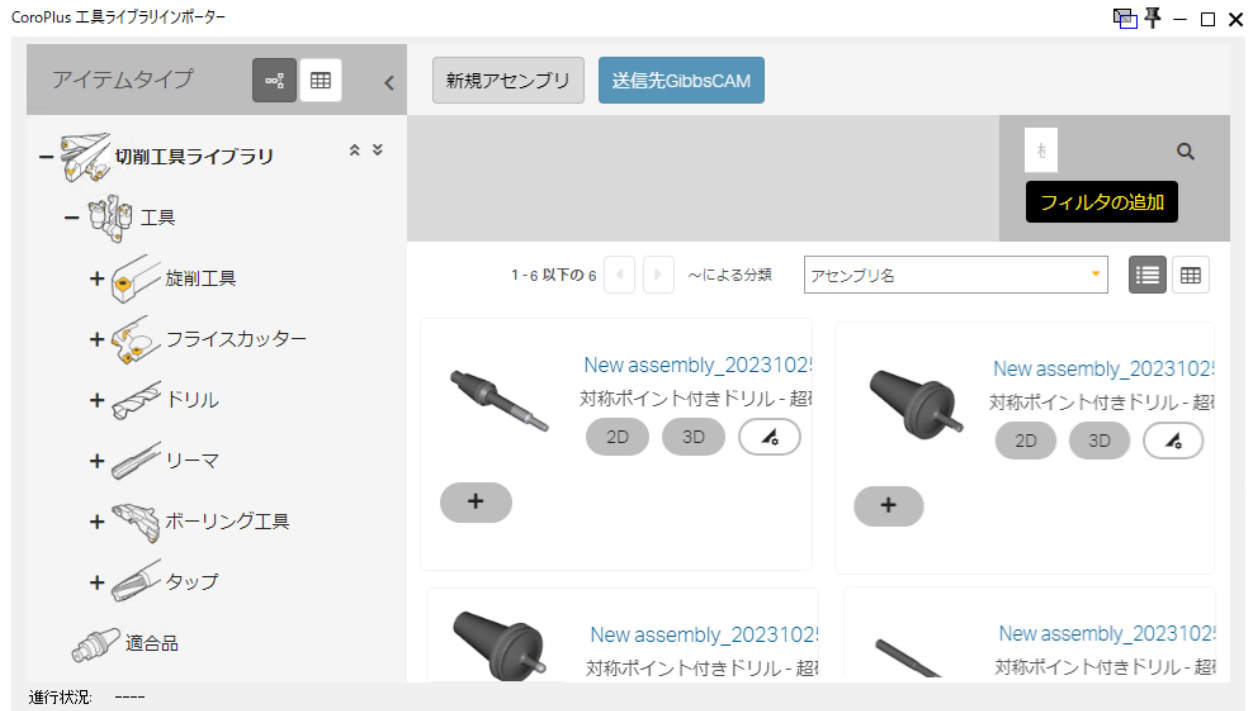 CoroPlus 工具ライブラリインポーター
アイテムタイプ
新規アセンブリ
送信先GibbsCAM
切削工具ライブラリ
工具
旋削工具
フライスカッター
ドリル
リーマ
ボーリング工具
タップ
適合品
フィルタの追加
1 - 6 以下の 6
～による分類
アセンブリ名
New assembly_20231025
対称ポイント付きドリル - 超
2D
3D
New assembly_2023102
対称ポイント付きドリル - 超
2D
3D
New assembly_20231025
対称ポイント付きドリル - 超
New assembly_2023102
対称ポイント付きドリル - 超
進行状況: ----